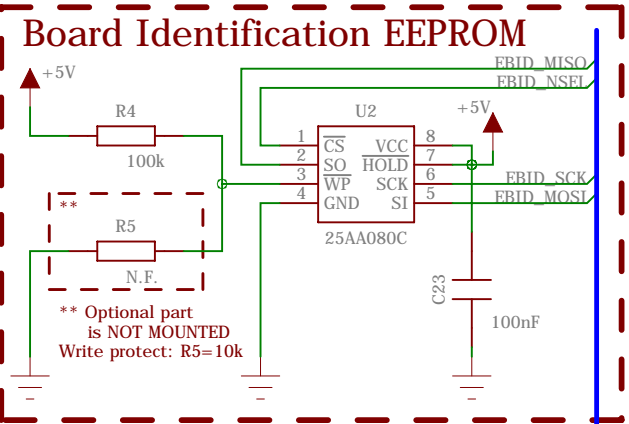 Board Identification EEPROM
EBID_MISO
+5V
EBID_NSEL
R4
U2
+5V
1
CS
VCC
8
100k
2
SO
HOLD
7
3
WP
SCK
6
EBID_SCK
**
4
GND
SI
5
EBID_MOSI
R5
25AA080C
N.F.
C23
** Optional part
is NOT MOUNTED
100nF
Write protect: R5=10k